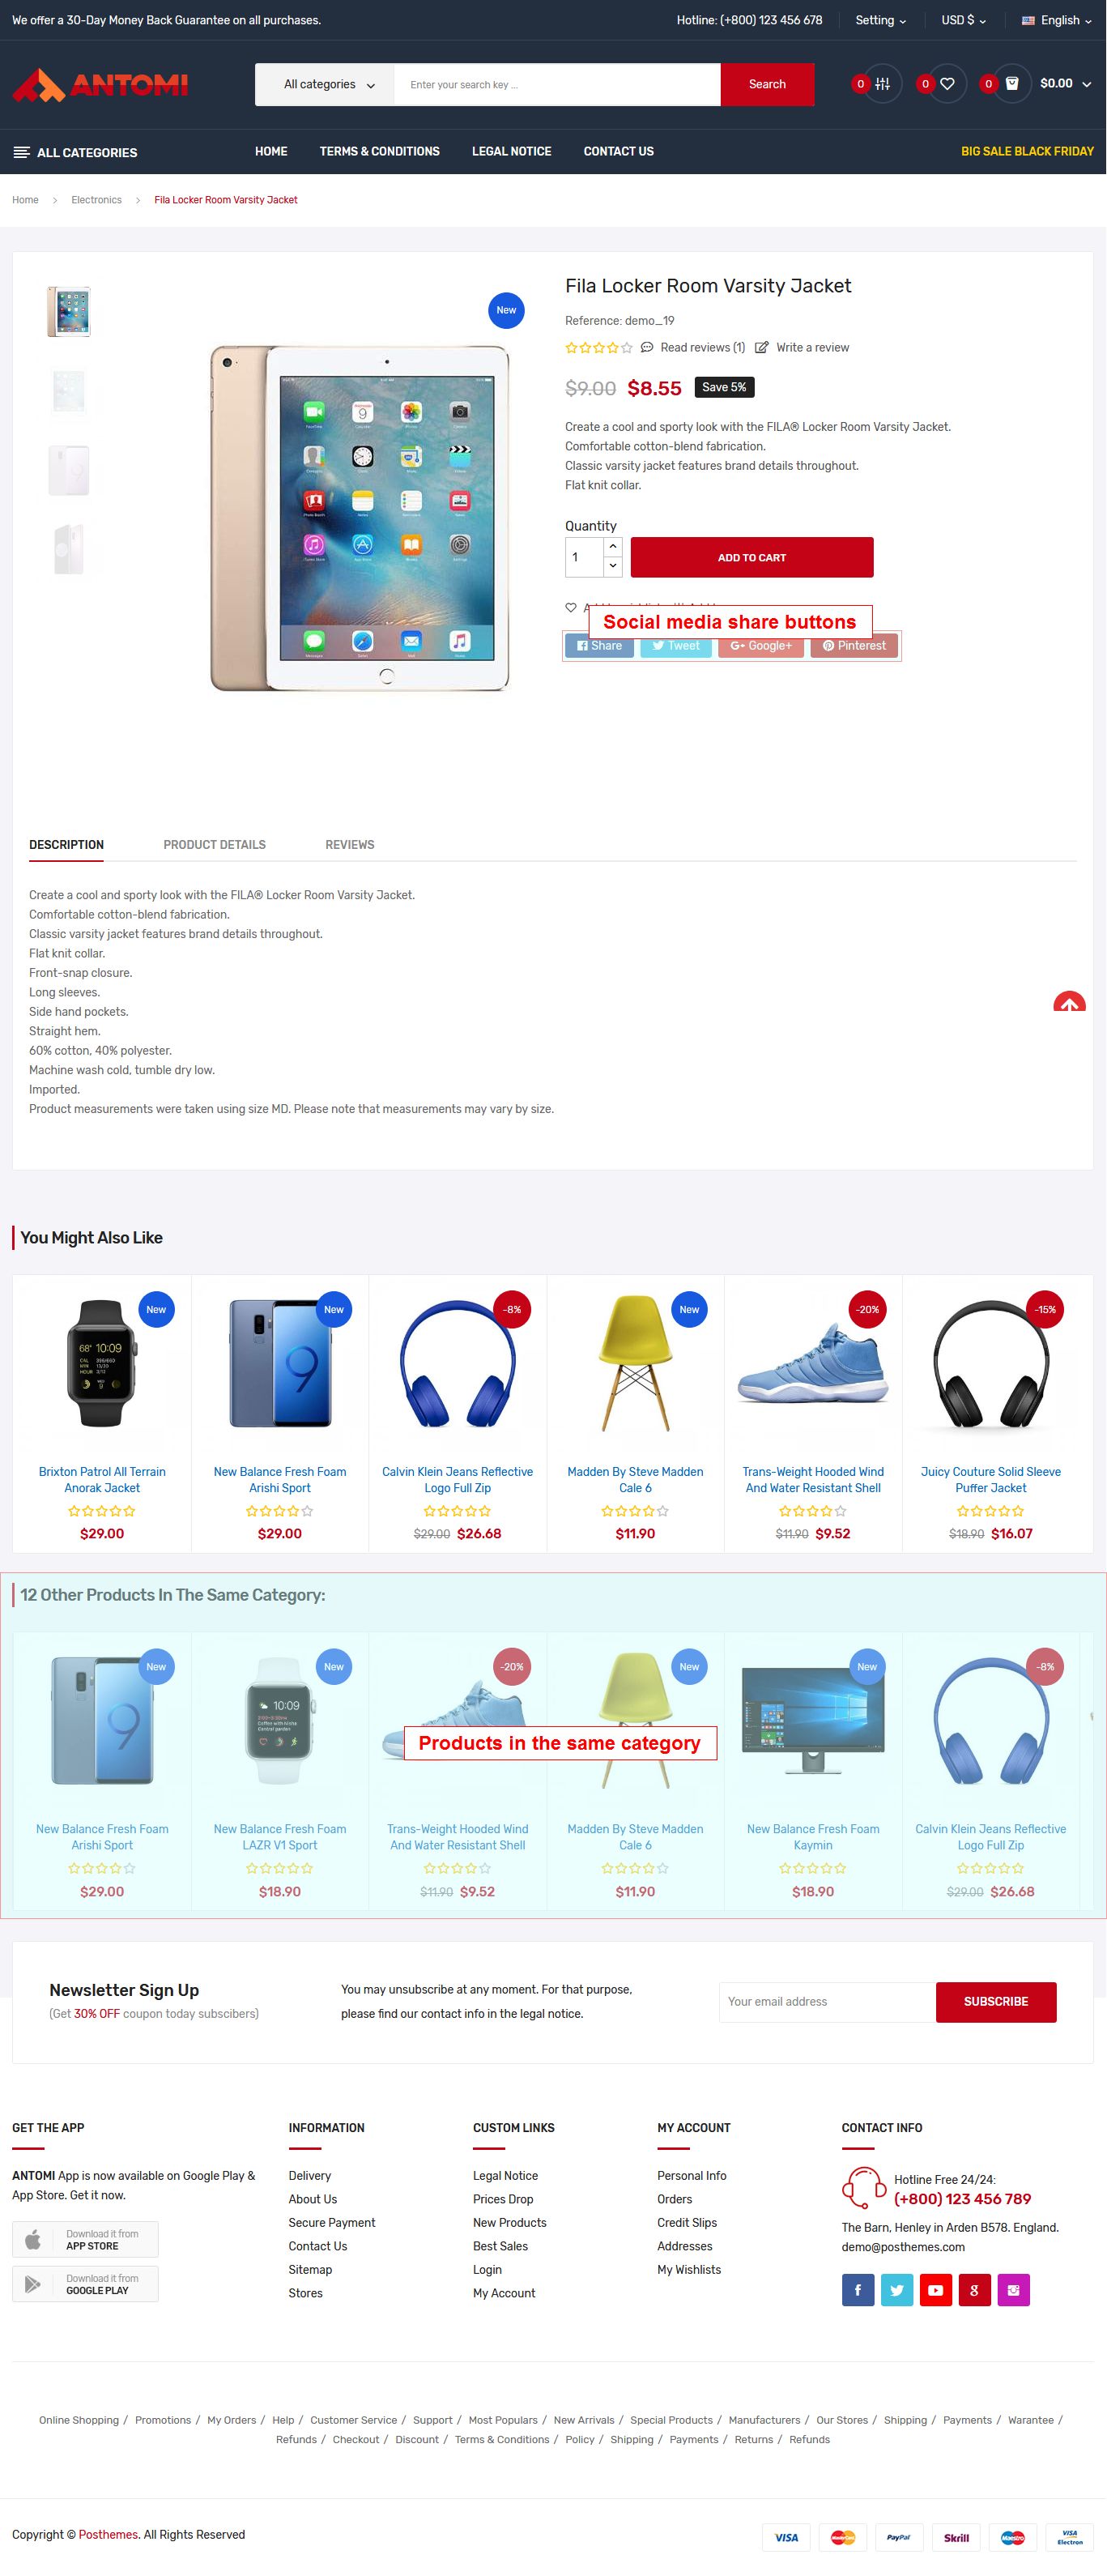 We offer a 30-Day Money Back Guarantee on all purchases.
Hotline: (+800) 123 456 678
Setting
USD $
English
ANTOMI
All categories
Enter your search key ...
Search
0
0
0
$0.00
ALL CATEGORIES
HOME
TERMS & CONDITIONS
LEGAL NOTICE
CONTACT US
BIG SALE BLACK FRIDAY
Home > Electronics > Fila Locker Room Varsity Jacket
New
Fila Locker Room Varsity Jacket
Reference: demo_19
Read reviews (1)
Write a review
$9.00 $8.55 Save 5%
Create a cool and sporty look with the FILA® Locker Room Varsity Jacket.
Comfortable cotton-blend fabrication.
Classic varsity jacket features brand details throughout.
Flat knit collar.
Quantity
1
ADD TO CART
Social media share buttons
Share
Tweet
Google+
Pinterest
DESCRIPTION
PRODUCT DETAILS
REVIEWS
Create a cool and sporty look with the FILA® Locker Room Varsity Jacket.
Comfortable cotton-blend fabrication.
Classic varsity jacket features brand details throughout.
Flat knit collar.
Front-snap closure.
Long sleeves.
Side hand pockets.
Straight hem.
60% cotton, 40% polyester.
Machine wash cold, tumble dry low.
Imported.
Product measurements were taken using size MD. Please note that measurements may vary by size.
You Might Also Like
New
10:09
Brixton Patrol All Terrain
Anorak Jacket
$29.00
New
9
New Balance Fresh Foam
Arishi Sport
$29.00
-8%
Calvin Klein Jeans Reflective
Logo Full Zip
$29.00 $26.68
New
Madden By Steve Madden
Cale 6
$11.90
-20%
Trans-Weight Hooded Wind
And Water Resistant Shell
$11.90 $9.52
-15%
Juicy Couture Solid Sleeve
Puffer Jacket
$18.90 $16.07
12 Other Products In The Same Category:
New
9
New Balance Fresh Foam
Arishi Sport
$29.00
New
10:09
New Balance Fresh Foam
LAZR V1 Sport
$18.90
-20%
Trans-Weight Hooded Wind
And Water Resistant Shell
$11.90 $9.52
Products in the same category
New
Madden By Steve Madden
Cale 6
$11.90
New
New Balance Fresh Foam
Kaymin
$18.90
-8%
Calvin Klein Jeans Reflective
Logo Full Zip
$29.00 $26.68
Newsletter Sign Up
(Get 30% OFF coupon today subscibers)
You may unsubscribe at any moment. For that purpose,
please find our contact info in the legal notice.
Your email address
SUBSCRIBE
GET THE APP
ANTOMI App is now available on Google Play &
App Store. Get it now.
Download it from
APP STORE
Download it from
GOOGLE PLAY
INFORMATION
Delivery
About Us
Secure Payment
Contact Us
Sitemap
Stores
CUSTOM LINKS
Legal Notice
Prices Drop
New Products
Best Sales
Login
My Account
MY ACCOUNT
Personal Info
Orders
Credit Slips
Addresses
My Wishlists
CONTACT INFO
Hotline Free 24/24:
(+800) 123 456 789
The Barn, Henley in Arden B578. England.
demo@posthemes.com
Online Shopping / Promotions / My Orders / Help / Customer Service / Support / Most Populars / New Arrivals / Special Products / Manufacturers / Our Stores / Shipping / Payments / Warantee /
Refunds / Checkout / Discount / Terms & Conditions / Policy / Shipping / Payments / Returns / Refunds
Copyright © Posthemes. All Rights Reserved
VISA
MasterCard
PayPal
Skrill
Maestro
VISA
Electron